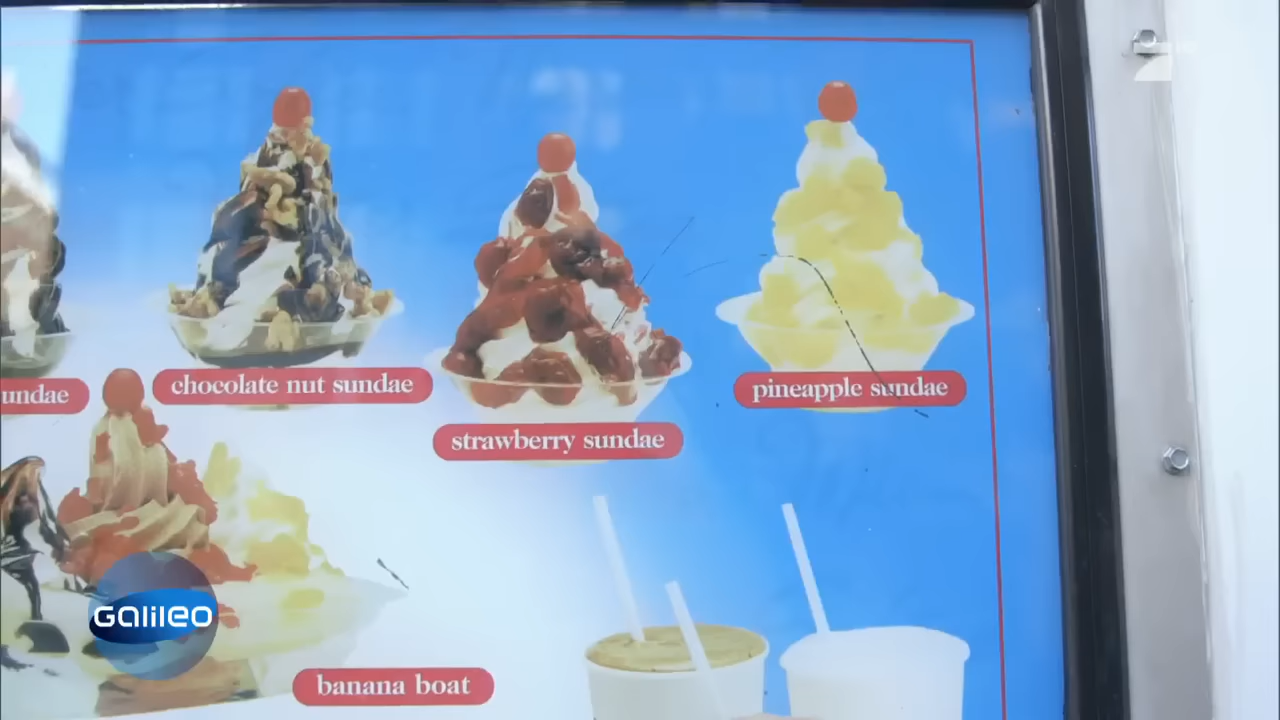 chocolate nut sundae
pineapple sundae
undae
strawberry sundae
GALILEO
banana boat